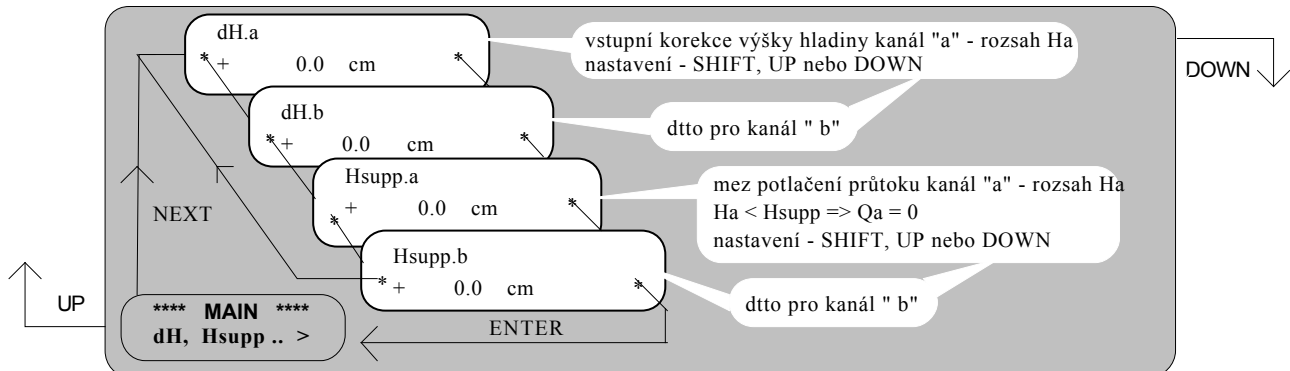 dH.a
* + 0.0 cm *
vstupní korekce výšky hladiny kanál "a" - rozsah Ha
nastavení - SHIFT, UP nebo DOWN
DOWN
dH.b
* + 0.0 cm *
dtto pro kanál " b"
Hsupp.a
* + 0.0 cm *
mez potlačení průtoku kanál "a" - rozsah Ha
Ha < Hsupp => Qa = 0
nastavení - SHIFT, UP nebo DOWN
NEXT
Hsupp.b
* + 0.0 cm *
dtto pro kanál " b"
UP
**** MAIN ****
dH, Hsupp .. >
ENTER